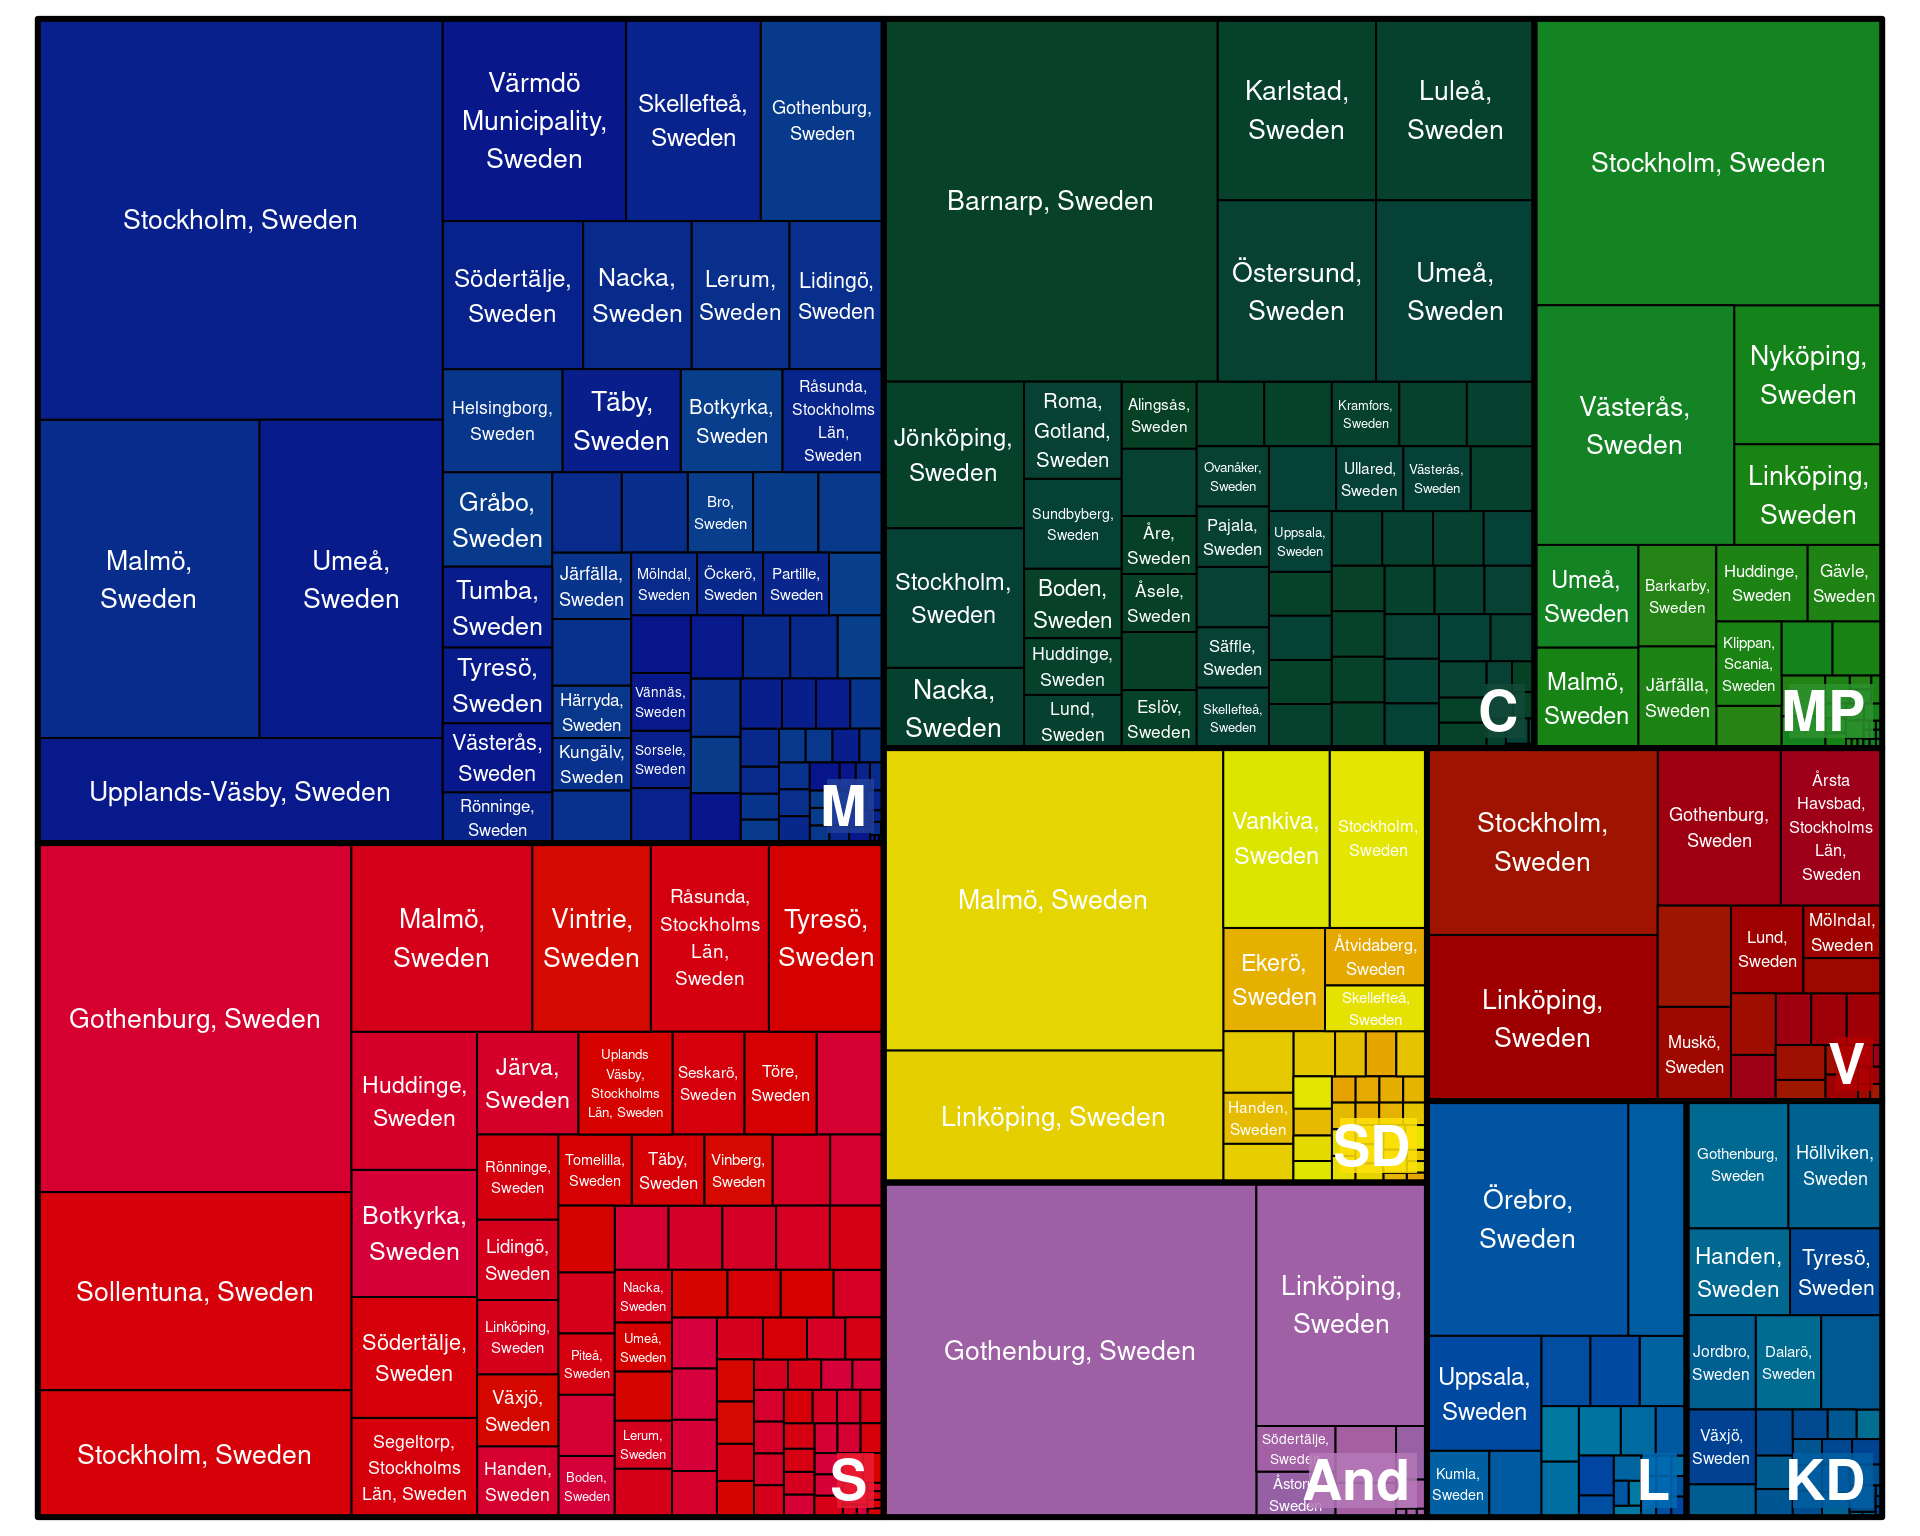 Stockholm, Sweden
Värmdö
Municipality,
Sweden
Skellefteå,
Sweden
Gothenburg,
Sweden
Södertälje,
Sweden
Nacka,
Sweden
Lerum,
Sweden
Lidingö,
Sweden
Helsingborg,
Sweden
Täby,
Sweden
Botkyrka,
Sweden
Råsunda,
Stockholms
Län,
Sweden
Malmö,
Sweden
Umeå,
Sweden
Upplands-Väsby, Sweden
Gråbo,
Sweden
Bro,
Sweden
Tumba,
Sweden
Järfälla,
Sweden
Mölndal,
Sweden
Öckerö,
Sweden
Partille,
Sweden
Tyresö,
Sweden
Härryda,
Sweden
Vännäs,
Sweden
Västerås,
Sweden
Kungälv,
Sweden
Sorsele,
Sweden
Rönninge,
Sweden
M
Barnarp, Sweden
Karlstad,
Sweden
Luleå,
Sweden
Östersund,
Sweden
Umeå,
Sweden
Jönköping,
Sweden
Roma,
Gotland,
Sweden
Alingsås,
Sweden
Kramfors,
Sweden
Sundbyberg,
Sweden
Ovanåker,
Sweden
Ullared,
Sweden
Västerås,
Sweden
Stockholm,
Sweden
Åre,
Sweden
Pajala,
Sweden
Uppsala,
Sweden
Boden,
Sweden
Åsele,
Sweden
Huddinge,
Sweden
Säffle,
Sweden
Nacka,
Sweden
Lund,
Sweden
Eslöv,
Sweden
Skellefteå,
Sweden
C
Stockholm, Sweden
Västerås,
Sweden
Nyköping,
Sweden
Linköping,
Sweden
Umeå,
Sweden
Barkarby,
Sweden
Huddinge,
Sweden
Gävle,
Sweden
Malmö,
Sweden
Järfälla,
Sweden
Klippan,
Scania,
Sweden
MP
Gothenburg, Sweden
Sollentuna, Sweden
Stockholm, Sweden
Malmö,
Sweden
Vintrie,
Sweden
Råsunda,
Stockholms
Län,
Sweden
Tyresö,
Sweden
Huddinge,
Sweden
Järva,
Sweden
Uplands
Väsby,
Stockholms
Län, Sweden
Seskarö,
Sweden
Töre,
Sweden
Botkyrka,
Sweden
Rönninge,
Sweden
Tomelilla,
Sweden
Täby,
Sweden
Vinberg,
Sweden
Lidingö,
Sweden
Södertälje,
Sweden
Linköping,
Sweden
Nacka,
Sweden
Piteå,
Sweden
Umeå,
Sweden
Växjö,
Sweden
Segeltorp,
Stockholms
Län, Sweden
Handen,
Sweden
Lerum,
Sweden
Boden,
Sweden
S
Malmö, Sweden
Linköping, Sweden
Vankiva,
Sweden
Stockholm,
Sweden
Ekerö,
Sweden
Åtvidaberg,
Sweden
Skellefteå,
Sweden
Handen,
Sweden
SD
Gothenburg, Sweden
Linköping,
Sweden
Södertälje,
Sweden
Sweden
And
Stockholm,
Sweden
Gothenburg,
Sweden
Årsta
Havsbad,
Stockholms
Län,
Sweden
Linköping,
Sweden
Lund,
Sweden
Mölndal,
Sweden
Muskö,
Sweden
V
Örebro,
Sweden
Uppsala,
Sweden
Kumla,
Sweden
L
Gothenburg,
Sweden
Höllviken,
Sweden
Handen,
Sweden
Tyresö,
Sweden
Jordbro,
Sweden
Dalarö,
Sweden
Växjö,
Sweden
KD